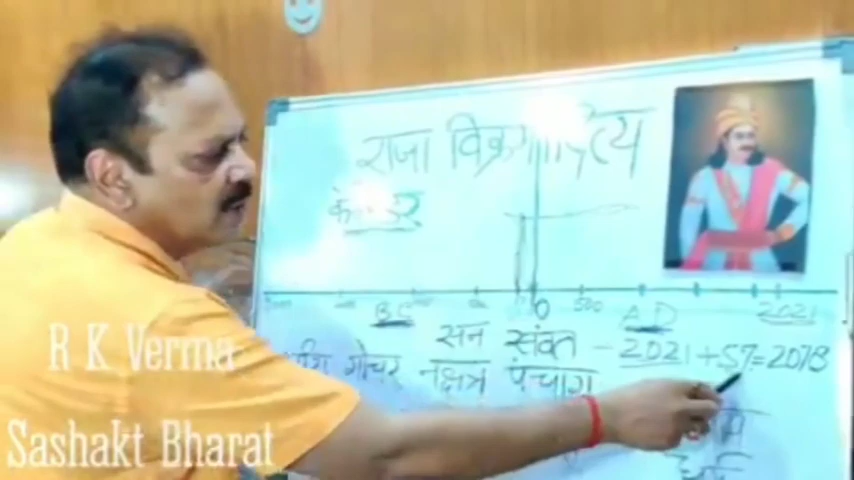 राजा विक्रमादित्य
0 500 2021
BC AD
सन संवत - 2021 + 57 = 2078
गोचर नक्षत्र पंचांग
R K Verma
Sashakt Bharat